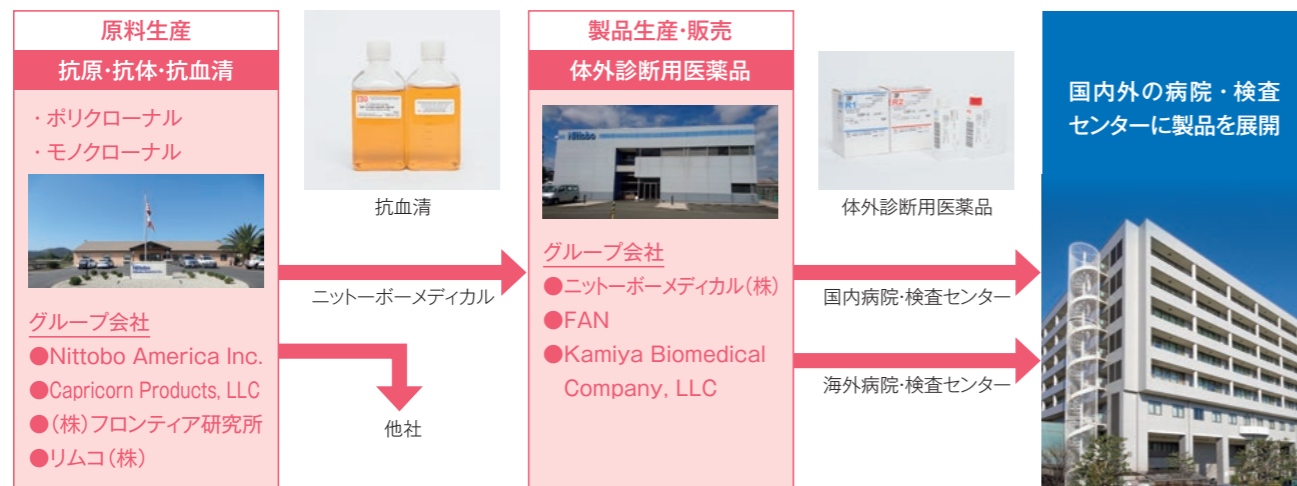 原料生産
抗原・抗体・抗血清
・ポリクローナル
・モノクローナル
Nittobo
グループ会社
●Nittobo America Inc.
●Capricorn Products, LLC
●(株)フロンティア研究所
●リムコ(株)
抗血清
ニットーボーメディカル
他社
製品生産・販売
体外診断用医薬品
Nittobo
グループ会社
●ニットーボーメディカル(株)
●FAN
●Kamiya Biomedical
Company, LLC
R1
R2
体外診断用医薬品
国内病院・検査センター
海外病院・検査センター
国内外の病院・検査
センターに製品を展開